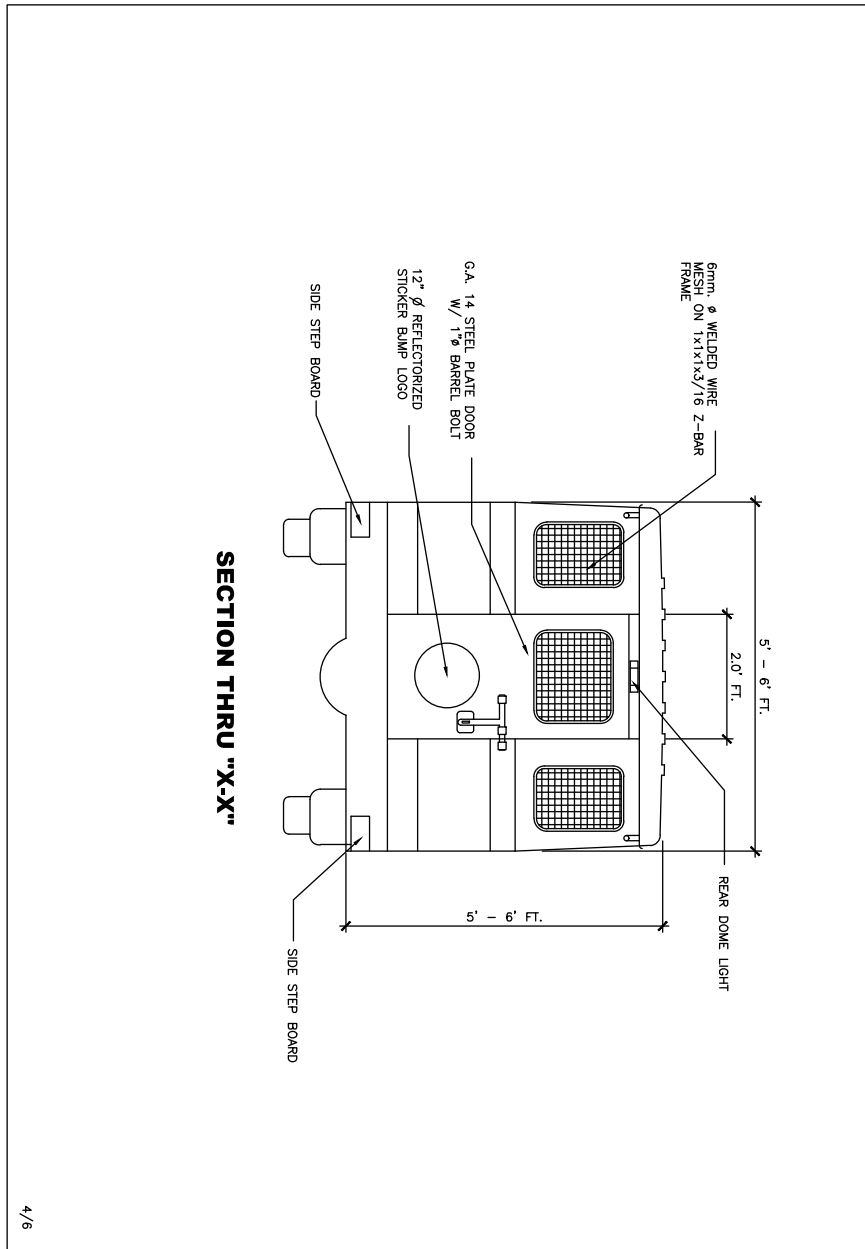 5' - 6' FT.
2.0' FT.
6mm. ø WELDED WIRE
MESH ON 1x1x1x3/16 Z-BAR
FRAME
REAR DOME LIGHT
G.A. 14 STEEL PLATE DOOR
W/ 1"ø BARREL BOLT
5' - 6' FT.
12" Ø REFLECTORIZED
STICKER BJMP LOGO
SIDE STEP BOARD
SIDE STEP BOARD
SECTION THRU "X-X"
4/6